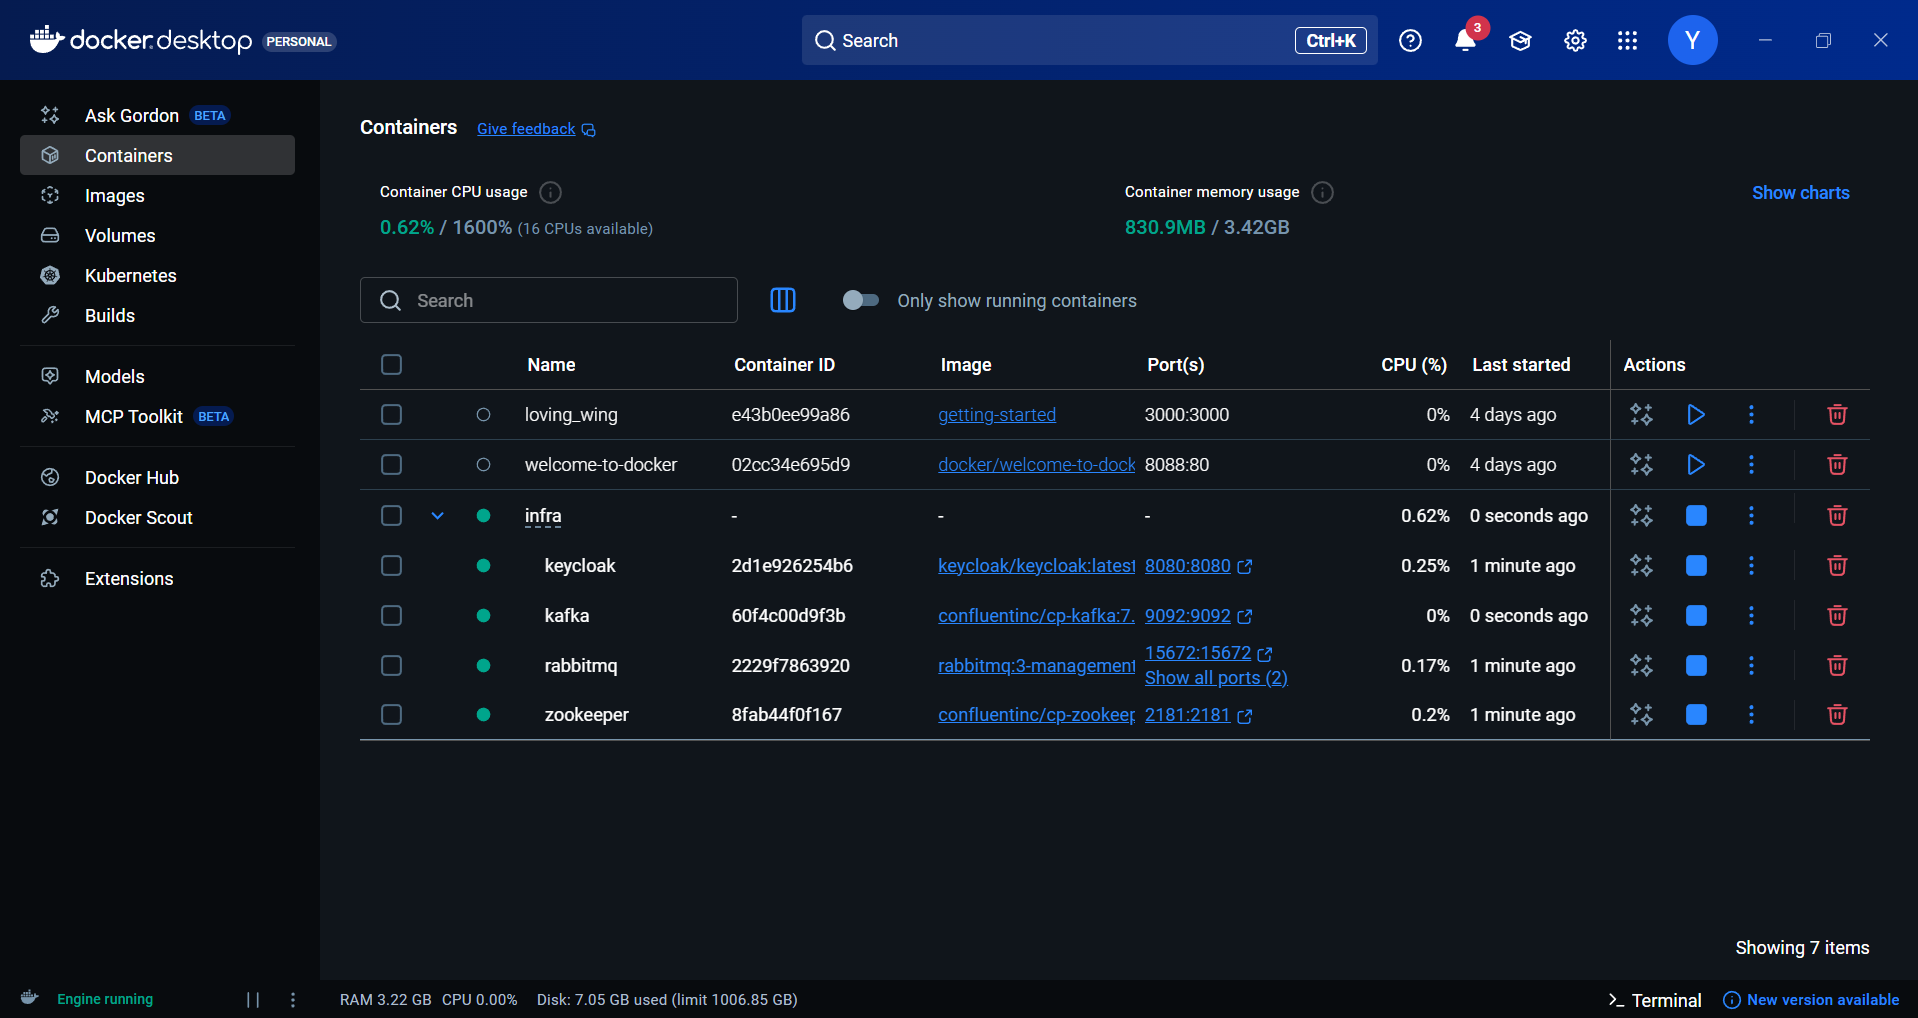 docker.desktop PERSONAL
Search
Ctrl+K
3
Y
Ask Gordon BETA
Containers
Images
Volumes
Kubernetes
Builds
Models
MCP Toolkit BETA
Docker Hub
Docker Scout
Extensions
Containers Give feedback
Container CPU usage
0.62% / 1600% (16 CPUs available)
Container memory usage
830.9MB / 3.42GB
Show charts
Search
Only show running containers
Name Container ID Image Port(s) CPU (%) Last started Actions
loving_wing e43b0ee99a86 getting-started 3000:3000 0% 4 days ago
welcome-to-docker 02cc34e695d9 docker/welcome-to-dock 8088:80 0% 4 days ago
infra - - - 0.62% 0 seconds ago
keycloak 2d1e926254b6 keycloak/keycloak:latest 8080:8080 0.25% 1 minute ago
kafka 60f4c00d9f3b confluentinc/cp-kafka:7. 9092:9092 0% 0 seconds ago
rabbitmq 2229f7863920 rabbitmq:3-management 15672:15672 0.17% 1 minute ago
Show all ports (2)
zookeeper 8fab44f0f167 confluentinc/cp-zookeep 2181:2181 0.2% 1 minute ago
Showing 7 items
Engine running
RAM 3.22 GB CPU 0.00% Disk: 7.05 GB used (limit 1006.85 GB)
Terminal
New version available